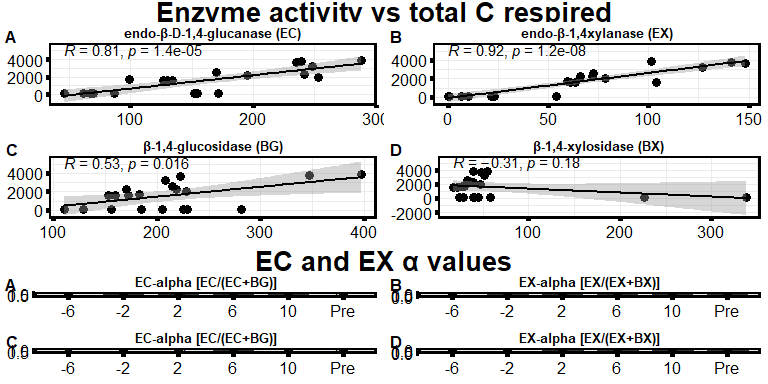 Enzyme activity vs total C respired
A endo-β-D-1,4-glucanase (EC)
R = 0.81, p = 1.4e-05
4000
2000
0
100 200 300
B endo-β-1,4xylanase (EX)
R = 0.92, p = 1.2e-08
4000
2000
0
0 50 100 150
C β-1,4-glucosidase (BG)
R = 0.53, p = 0.016
4000
2000
0
100 200 300 400
D β-1,4-xylosidase (BX)
R = −0.31, p = 0.18
4000
2000
0
-2000
0 100 200 300
EC and EX α values
A EC-alpha [EC/(EC+BG)]
-6 -2 2 6 10 Pre
B EX-alpha [EX/(EX+BX)]
-6 -2 2 6 10 Pre
C EC-alpha [EC/(EC+BG)]
-6 -2 2 6 10 Pre
D EX-alpha [EX/(EX+BX)]
-6 -2 2 6 10 Pre